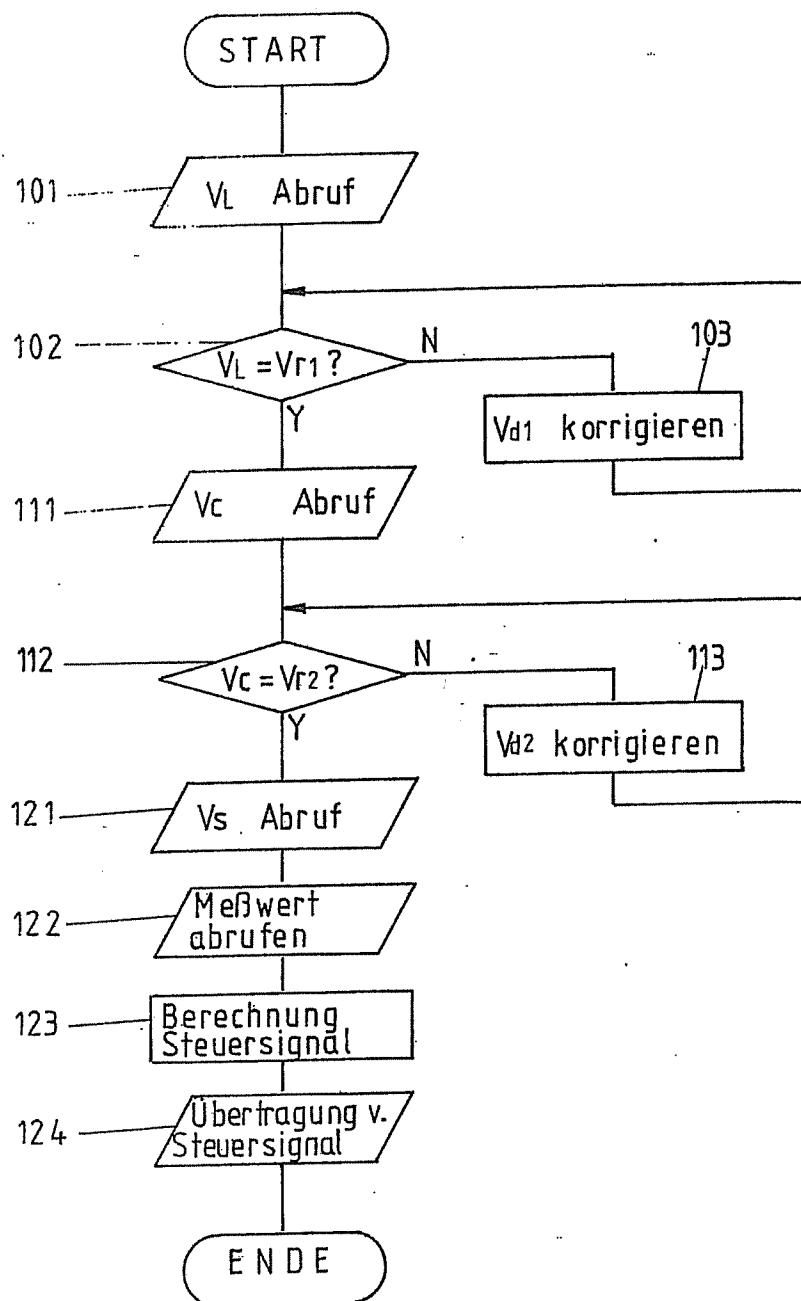 START
101
VL Abruf
102
VL = Vr1 ?
N
103
Y
Vd1 korrigieren
111
Vc Abruf
112
Vc = Vr2 ?
N
113
Y
Vd2 korrigieren
121
Vs Abruf
122
Meßwert
abrufen
123
Berechnung
Steuersignal
124
Übertragung v.
Steuersignal
ENDE